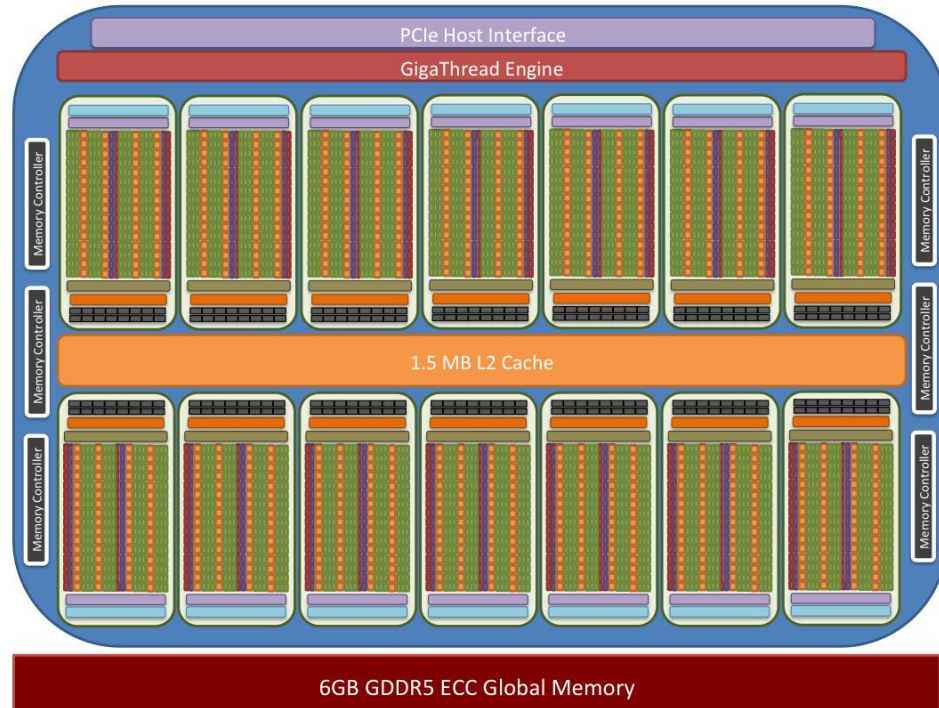 PCIe Host Interface
GigaThread Engine
Memory Controller
Memory Controller
1.5 MB L2 Cache
Memory Controller
Memory Controller
Memory Controller
Memory Controller
6GB GDDR5 ECC Global Memory